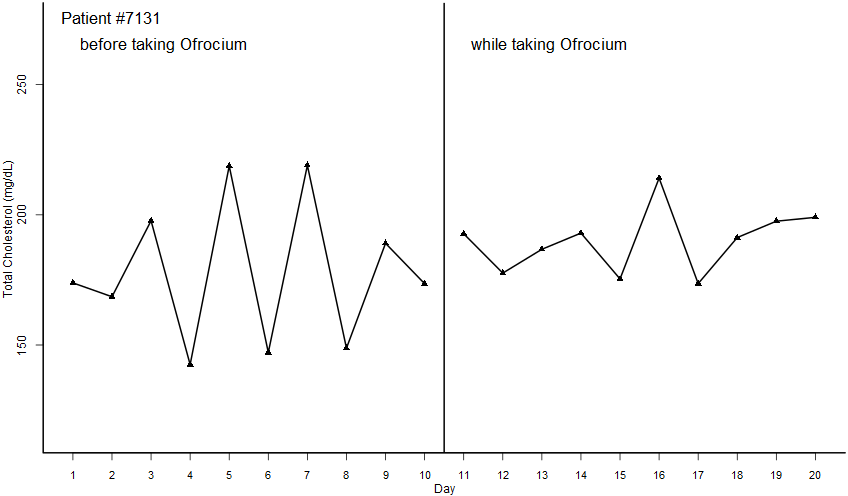 Patient #7131
before taking Ofrocium
while taking Ofrocium
250
200
150
Total Cholesterol (mg/dL)
1 2 3 4 5 6 7 8 9 10 11 12 13 14 15 16 17 18 19 20
Day